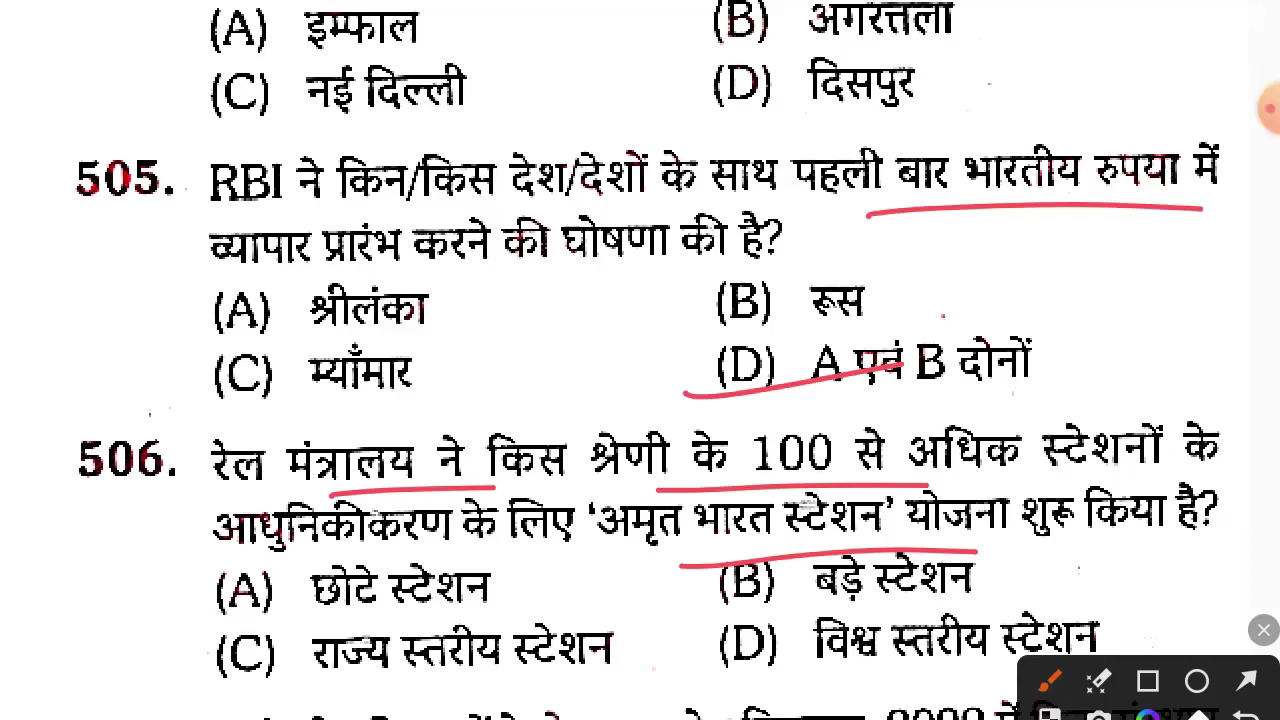 (A) इम्फाल (B) अगरतला
(C) नई दिल्ली (D) दिसपुर
505. RBI ने किन/किस देश/देशों के साथ पहली बार भारतीय रुपया में
व्यापार प्रारंभ करने की घोषणा की है?
(A) श्रीलंका (B) रूस
(C) म्याँमार (D) A एवं B दोनों
506. रेल मंत्रालय ने किस श्रेणी के 100 से अधिक स्टेशनों के
आधुनिकीकरण के लिए ‘अमृत भारत स्टेशन’ योजना शुरू किया है?
(A) छोटे स्टेशन (B) बड़े स्टेशन
(C) राज्य स्तरीय स्टेशन (D) विश्व स्तरीय स्टेशन